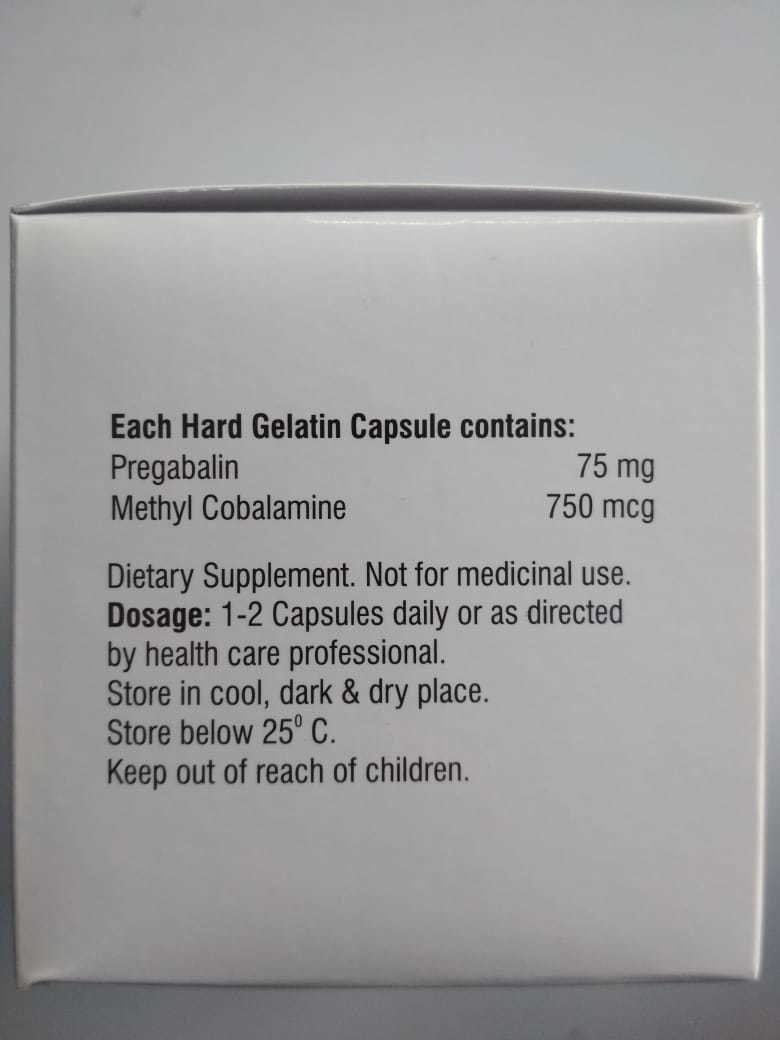 Each Hard Gelatin Capsule contains:
Pregabalin 75 mg
Methyl Cobalamine 750 mcg
Dietary Supplement. Not for medicinal use.
Dosage: 1-2 Capsules daily or as directed
by health care professional.
Store in cool, dark & dry place.
Store below 25⁰ C.
Keep out of reach of children.